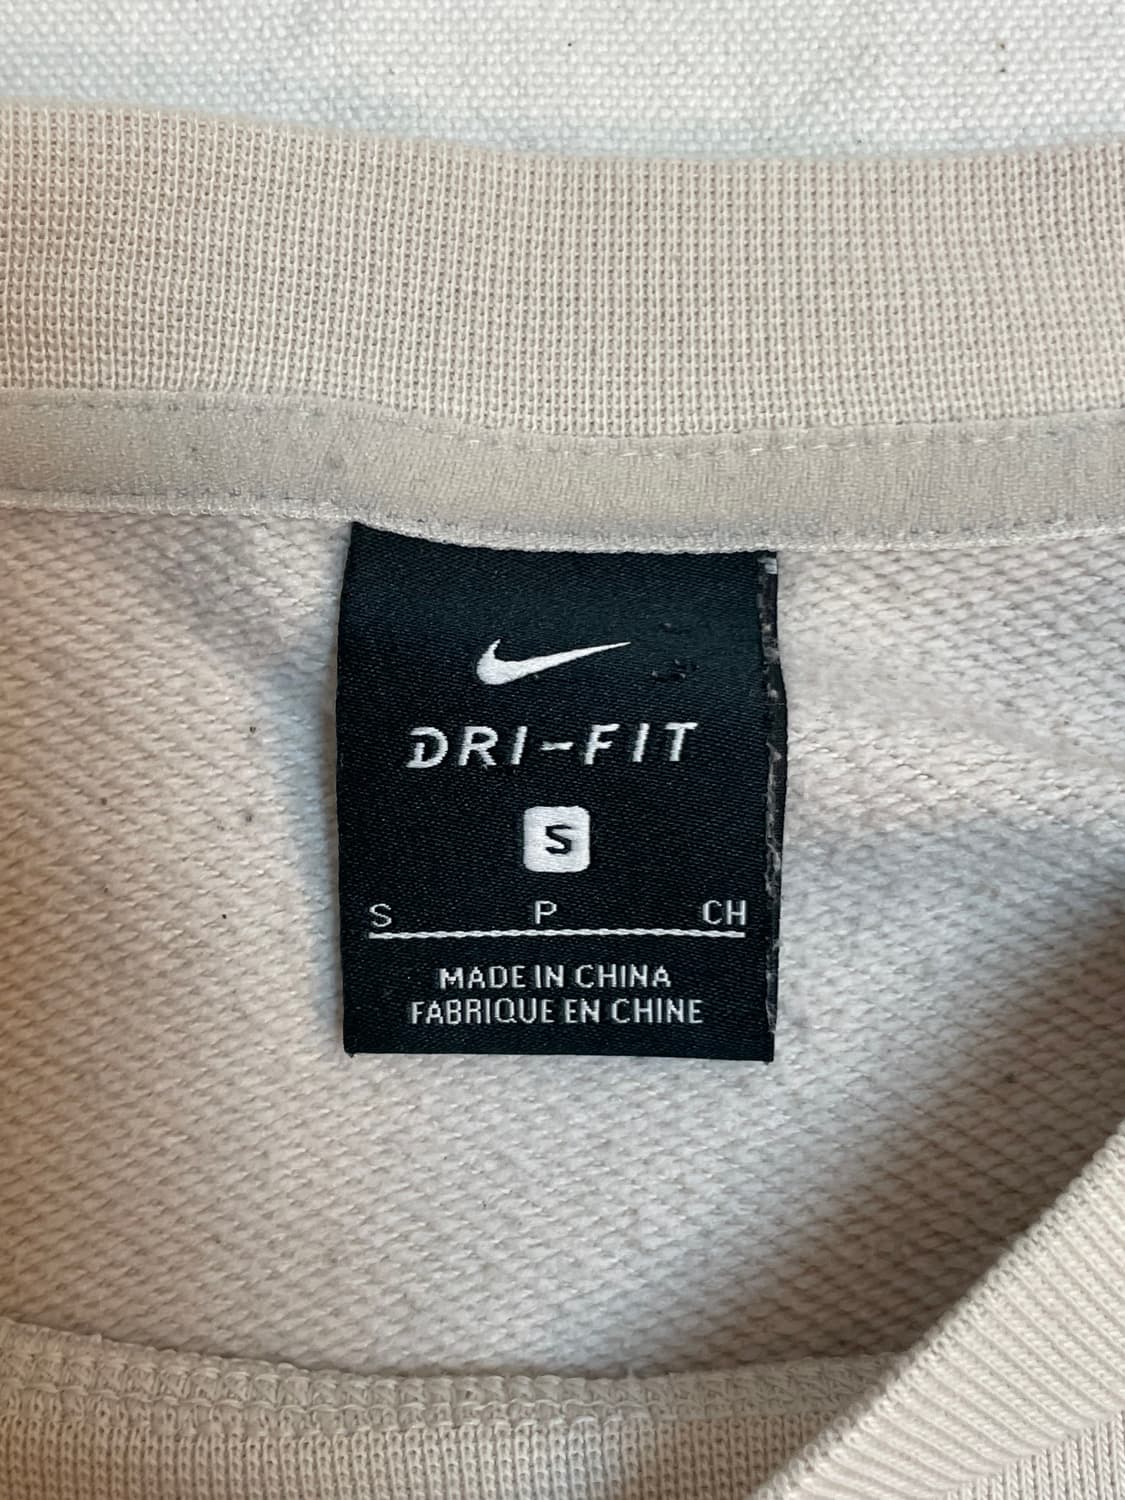 DRI-FIT
S
S P CH
MADE IN CHINA
FABRIQUE EN CHINE